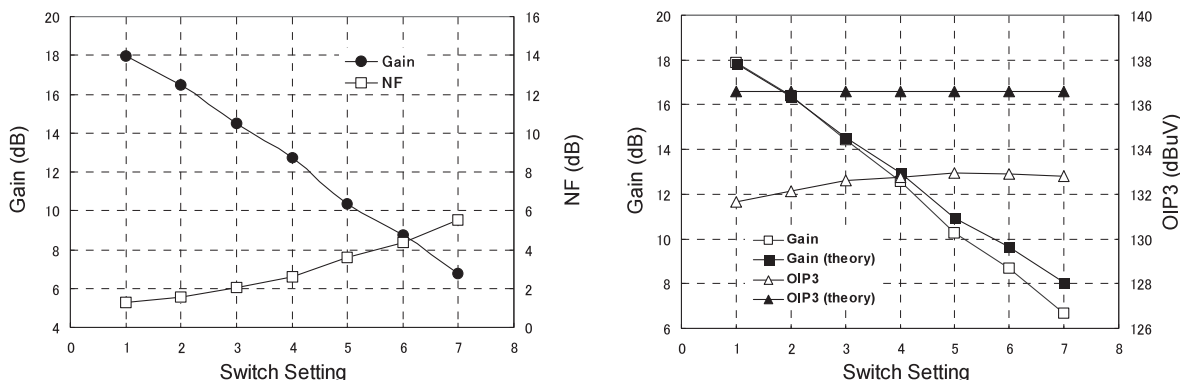 20
18
16
14
12
10
8
6
4
Gain (dB)
16
14
12
10
8
6
4
2
0
NF (dB)
Gain
NF
0 1 2 3 4 5 6 7 8
Switch Setting
20
18
16
14
12
10
8
6
Gain (dB)
140
138
136
134
133
132
130
128
126
OIP3 (dBuV)
Gain
Gain (theory)
OIP3
OIP3 (theory)
0 1 2 3 4 5 6 7 8
Switch Setting